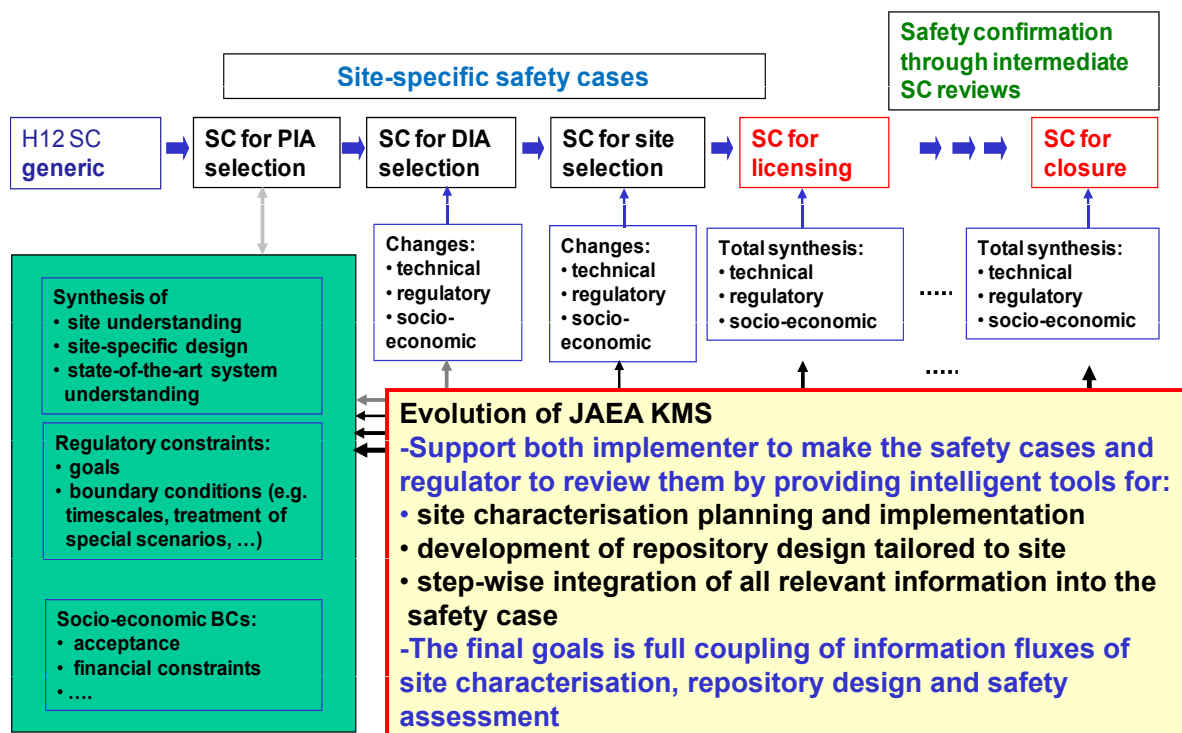 Safety confirmation
through intermediate
SC reviews
Site-specific safety cases
H12 SC
generic
SC for PIA
selection
SC for DIA
selection
SC for site
selection
SC for
licensing
SC for
closure
Changes:
• technical
• regulatory
• socio-
economic
Changes:
• technical
• regulatory
• socio-
economic
Total synthesis:
• technical
• regulatory
• socio-economic
.....
Total synthesis:
• technical
• regulatory
• socio-economic
.....
Synthesis of
• site understanding
• site-specific design
• state-of-the-art system
understanding
Regulatory constraints:
• goals
• boundary conditions (e.g.
timescales, treatment of
special scenarios, ...)
Socio-economic BCs:
• acceptance
• financial constraints
• ....
Evolution of JAEA KMS
-Support both implementer to make the safety cases and
regulator to review them by providing intelligent tools for:
• site characterisation planning and implementation
• development of repository design tailored to site
• step-wise integration of all relevant information into the
safety case
-The final goals is full coupling of information fluxes of
site characterisation, repository design and safety
assessment